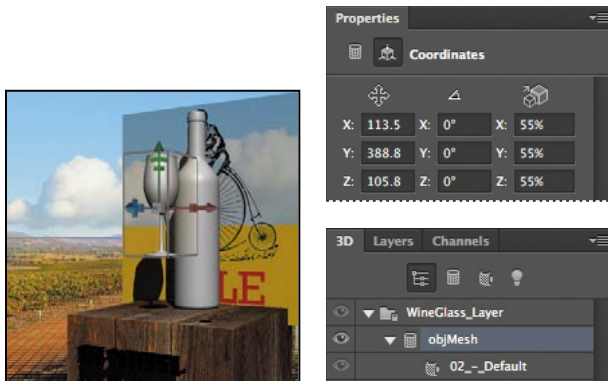 Properties
Coordinates
X: 113.5 X: 0° X: 55%
Y: 388.8 Y: 0° Y: 55%
Z: 105.8 Z: 0° Z: 55%
LE
3D Layers Channels
WineGlass_Layer
objMesh
02_-_Default